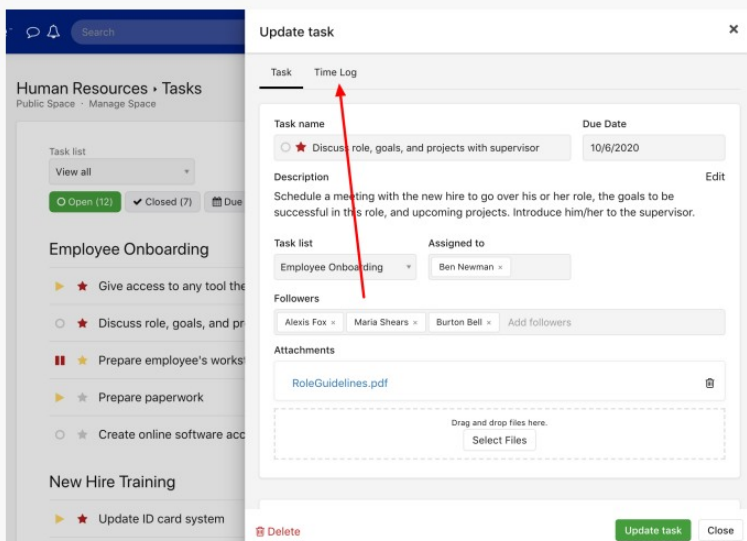 Search
Human Resources › Tasks
Public Space · Manage Space
Task list
View all
Open (12)
Closed (7)
Due
Employee Onboarding
Give access to any tool the
Discuss role, goals, and pr
Prepare employee's works
Prepare paperwork
Create online software acc
New Hire Training
Update ID card system
Update task
×
Task
Time Log
Task name
Due Date
Discuss role, goals, and projects with supervisor
10/6/2020
Description
Edit
Schedule a meeting with the new hire to go over his or her role, the goals to be
successful in this role, and upcoming projects. Introduce him/her to the supervisor.
Task list
Assigned to
Employee Onboarding
Ben Newman ×
Followers
Alexis Fox ×
Maria Shears ×
Burton Bell ×
Add followers
Attachments
RoleGuidelines.pdf
Drag and drop files here.
Select Files
Delete
Update task
Close